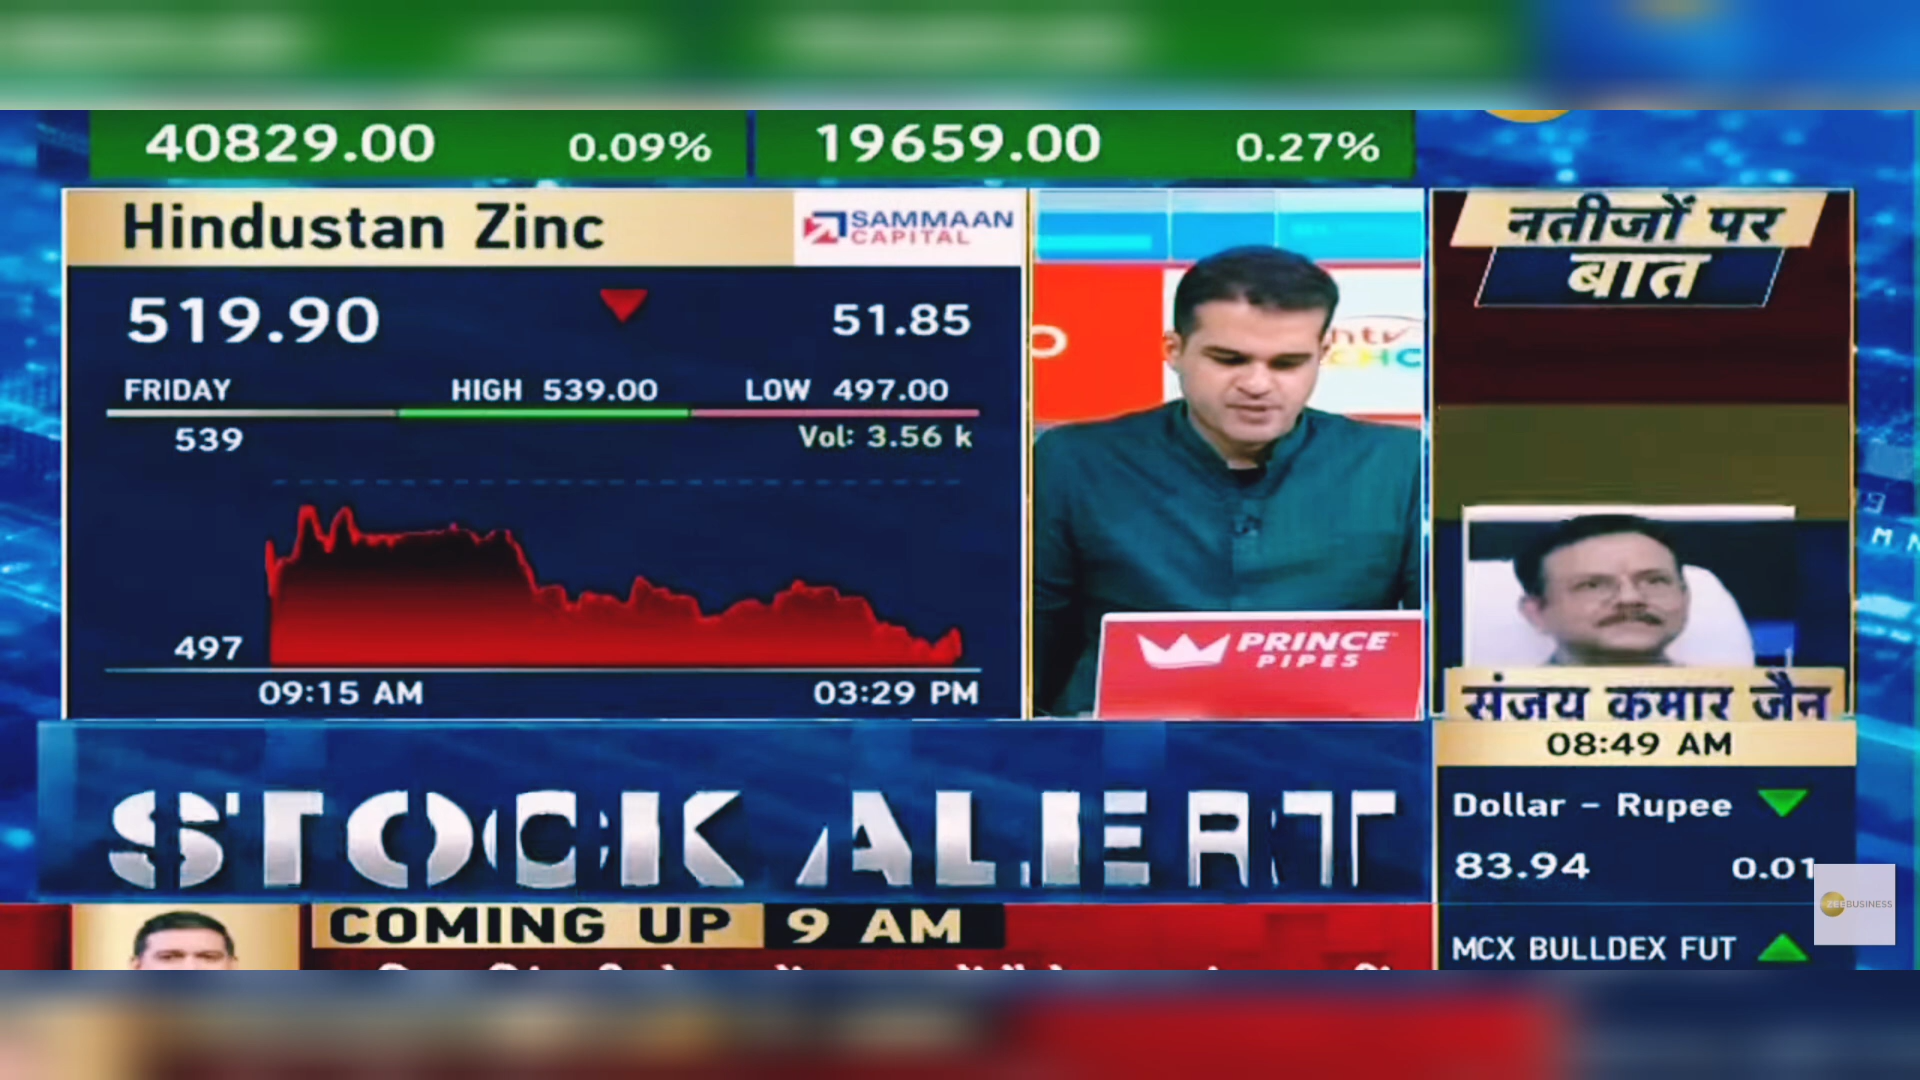 40829.00 0.09% 19659.00 0.27%
Hindustan Zinc
SAMMAAN
CAPITAL
519.90 51.85
FRIDAY HIGH 539.00 LOW 497.00
539 Vol: 3.56 k
497
09:15 AM 03:29 PM
htv
PRINCE
PIPES
नतीजों पर
बात
संजय कुमार जैन
08:49 AM
Dollar - Rupee
83.94 0.01
MCX BULLDEX FUT
ZEEBUSINESS
STOCK ALERT
COMING UP 9 AM